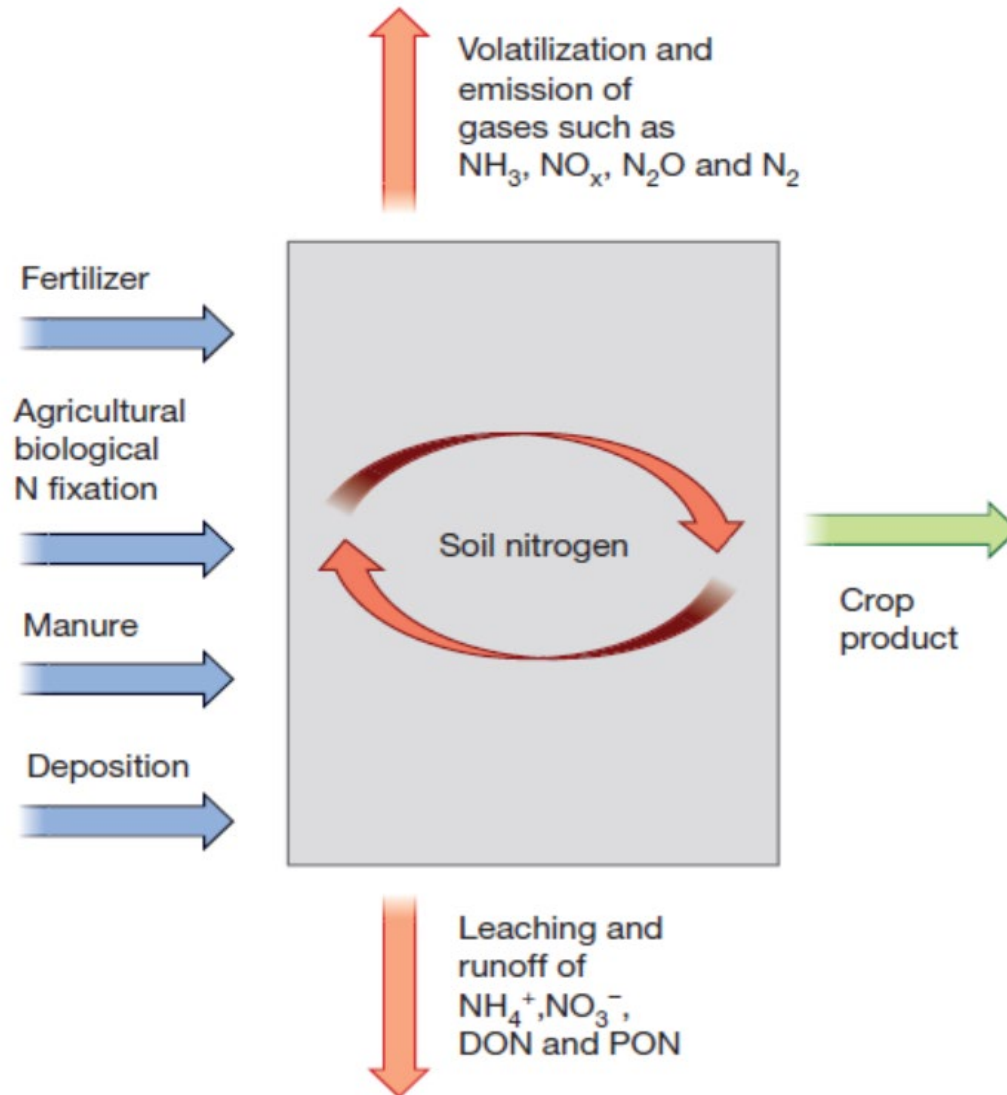 Volatilization and
emission of
gases such as
NH₃, NOₓ, N₂O and N₂
Fertilizer
Agricultural
biological
N fixation
Manure
Deposition
Soil nitrogen
Crop
product
Leaching and
runoff of
NH₄⁺,NO₃⁻,
DON and PON